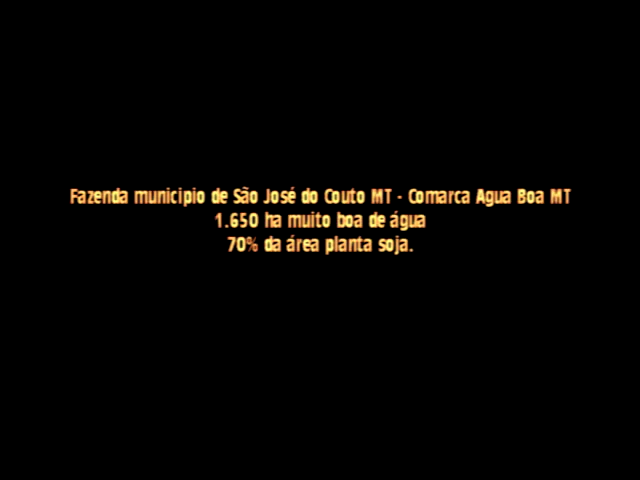 Fazenda municipio de São José do Couto MT - Comarca Agua Boa MT
1.650 ha muito boa de água
70% da área planta soja.